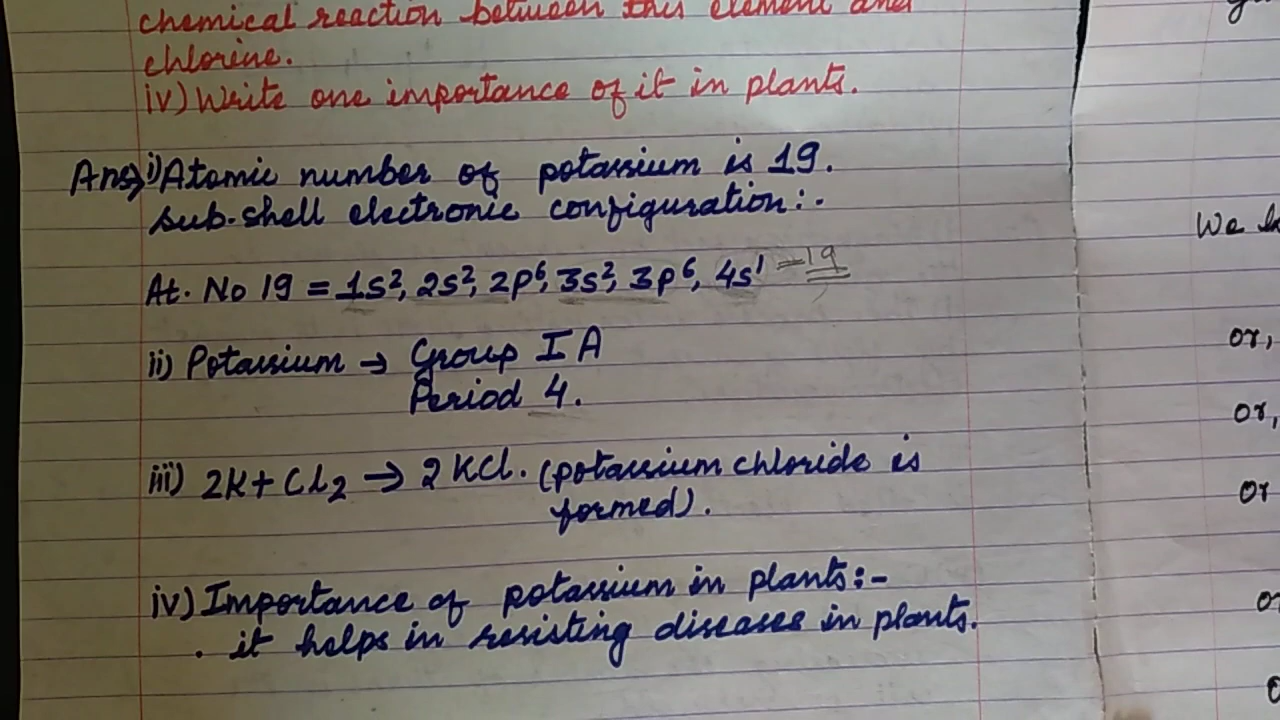 chemical reaction between this element and
chlorine.
iv) Write one importance of it in plants.
Ans, i) Atomic number of potassium is 19.
sub-shell electronic configuration:-
At. No 19 = 1s², 2s², 2p⁶, 3s², 3p⁶, 4s¹ = 19
ii) Potassium → Group I A
Period 4.
iii) 2K + Cl₂ → 2 KCl. (potassium chloride is
formed).
iv) Importance of potassium in plants:-
. it helps in resisting diseases in plants.
We
or,
or,
or